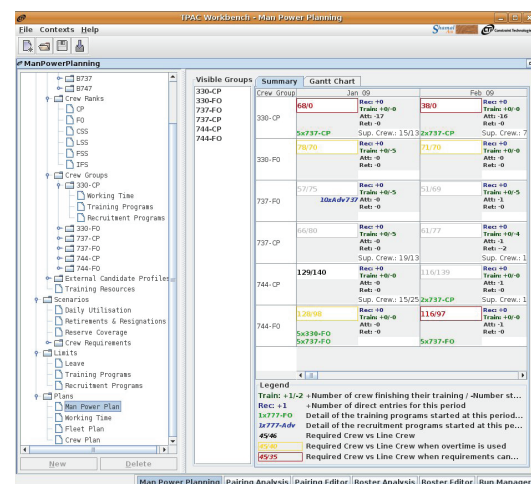 TPAC Workbench - Man Power Planning
File Contexts Help
Shamal
Constraint Technologies
ManPowerPlanning
B737
B747
Crew Ranks
CP
FO
CSS
LSS
FSS
IFS
Crew Groups
330-CP
Working Time
Training Programs
Recruitment Programs
330-FO
737-CP
737-FO
744-CP
744-FO
External Candidate Profiles
Training Resources
Scenarios
Daily Utilisation
Retirements & Resignations
Reserve Coverage
Crew Requirements
Limits
Leave
Training Programs
Recruitment Programs
Plans
Man Power Plan
Working Time
Fleet Plan
Crew Plan
New Delete
Visible Groups
330-CP
330-FO
737-FO
737-CP
744-CP
744-FO
Summary Gantt Chart
Crew Group Jan 09 Feb 09
330-CP
68/0
Rec: +0
Train: +0/-0
Att: -17
Ret: -0
5x737-CP Sup. Crew.: 15/13
38/0
Rec: +0
Train: +0/-0
Att: -16
Ret: -0
2x737-CP Sup. Crew.: 7
330-FO
78/70
Rec: +0
Train: +0/-5
Att: -0
Ret: -0
71/70
Rec: +0
Train: +0/-0
Att: -0
Ret: -0
737-FO
57/75
10xAdv737
Rec: +0
Train: +0/-5
Att: -0
Ret: -0
51/69
Rec: +0
Train: +0/-5
Att: -1
Ret: -0
737-CP
66/80
Rec: +0
Train: +0/-5
Att: -0
Ret: -0
Sup. Crew.: 19/13
61/77
Rec: +0
Train: +0/-4
Att: -1
Ret: --2
Sup. Crew.: 1
744-CP
129/140
Rec: +0
Train: +0/-0
Att: -0
Ret: -0
Sup. Crew.: 15/25
116/139
Rec: +0
Train: +0/-0
Att: -1
Ret: -0
2x737-CP Sup. Crew.: 1
744-FO
128/98
Rec: +0
Train: +0/-0
Att: -0
Ret: -0
5x330-FO
5x737-FO
116/97
Rec: +0
Train: +0/-0
Att: -1
Ret: -0
5x737-FO
Legend
Train: +1/-2 +Number of crew finishing their training / -Number st...
Rec: +1 +Number of direct entries for this period
1x777-FO Detail of the training programs started at this period...
1x777-Adv Detail of the recruitment programs started at this pe...
45/46 Required Crew vs Line Crew
Required Crew vs Line Crew when overtime is used
45/35 Required Crew vs Line Crew when requirements can...
Man Power Planning Pairing Analysis Pairing Editor Roster Analysis Roster Editor Run Manager